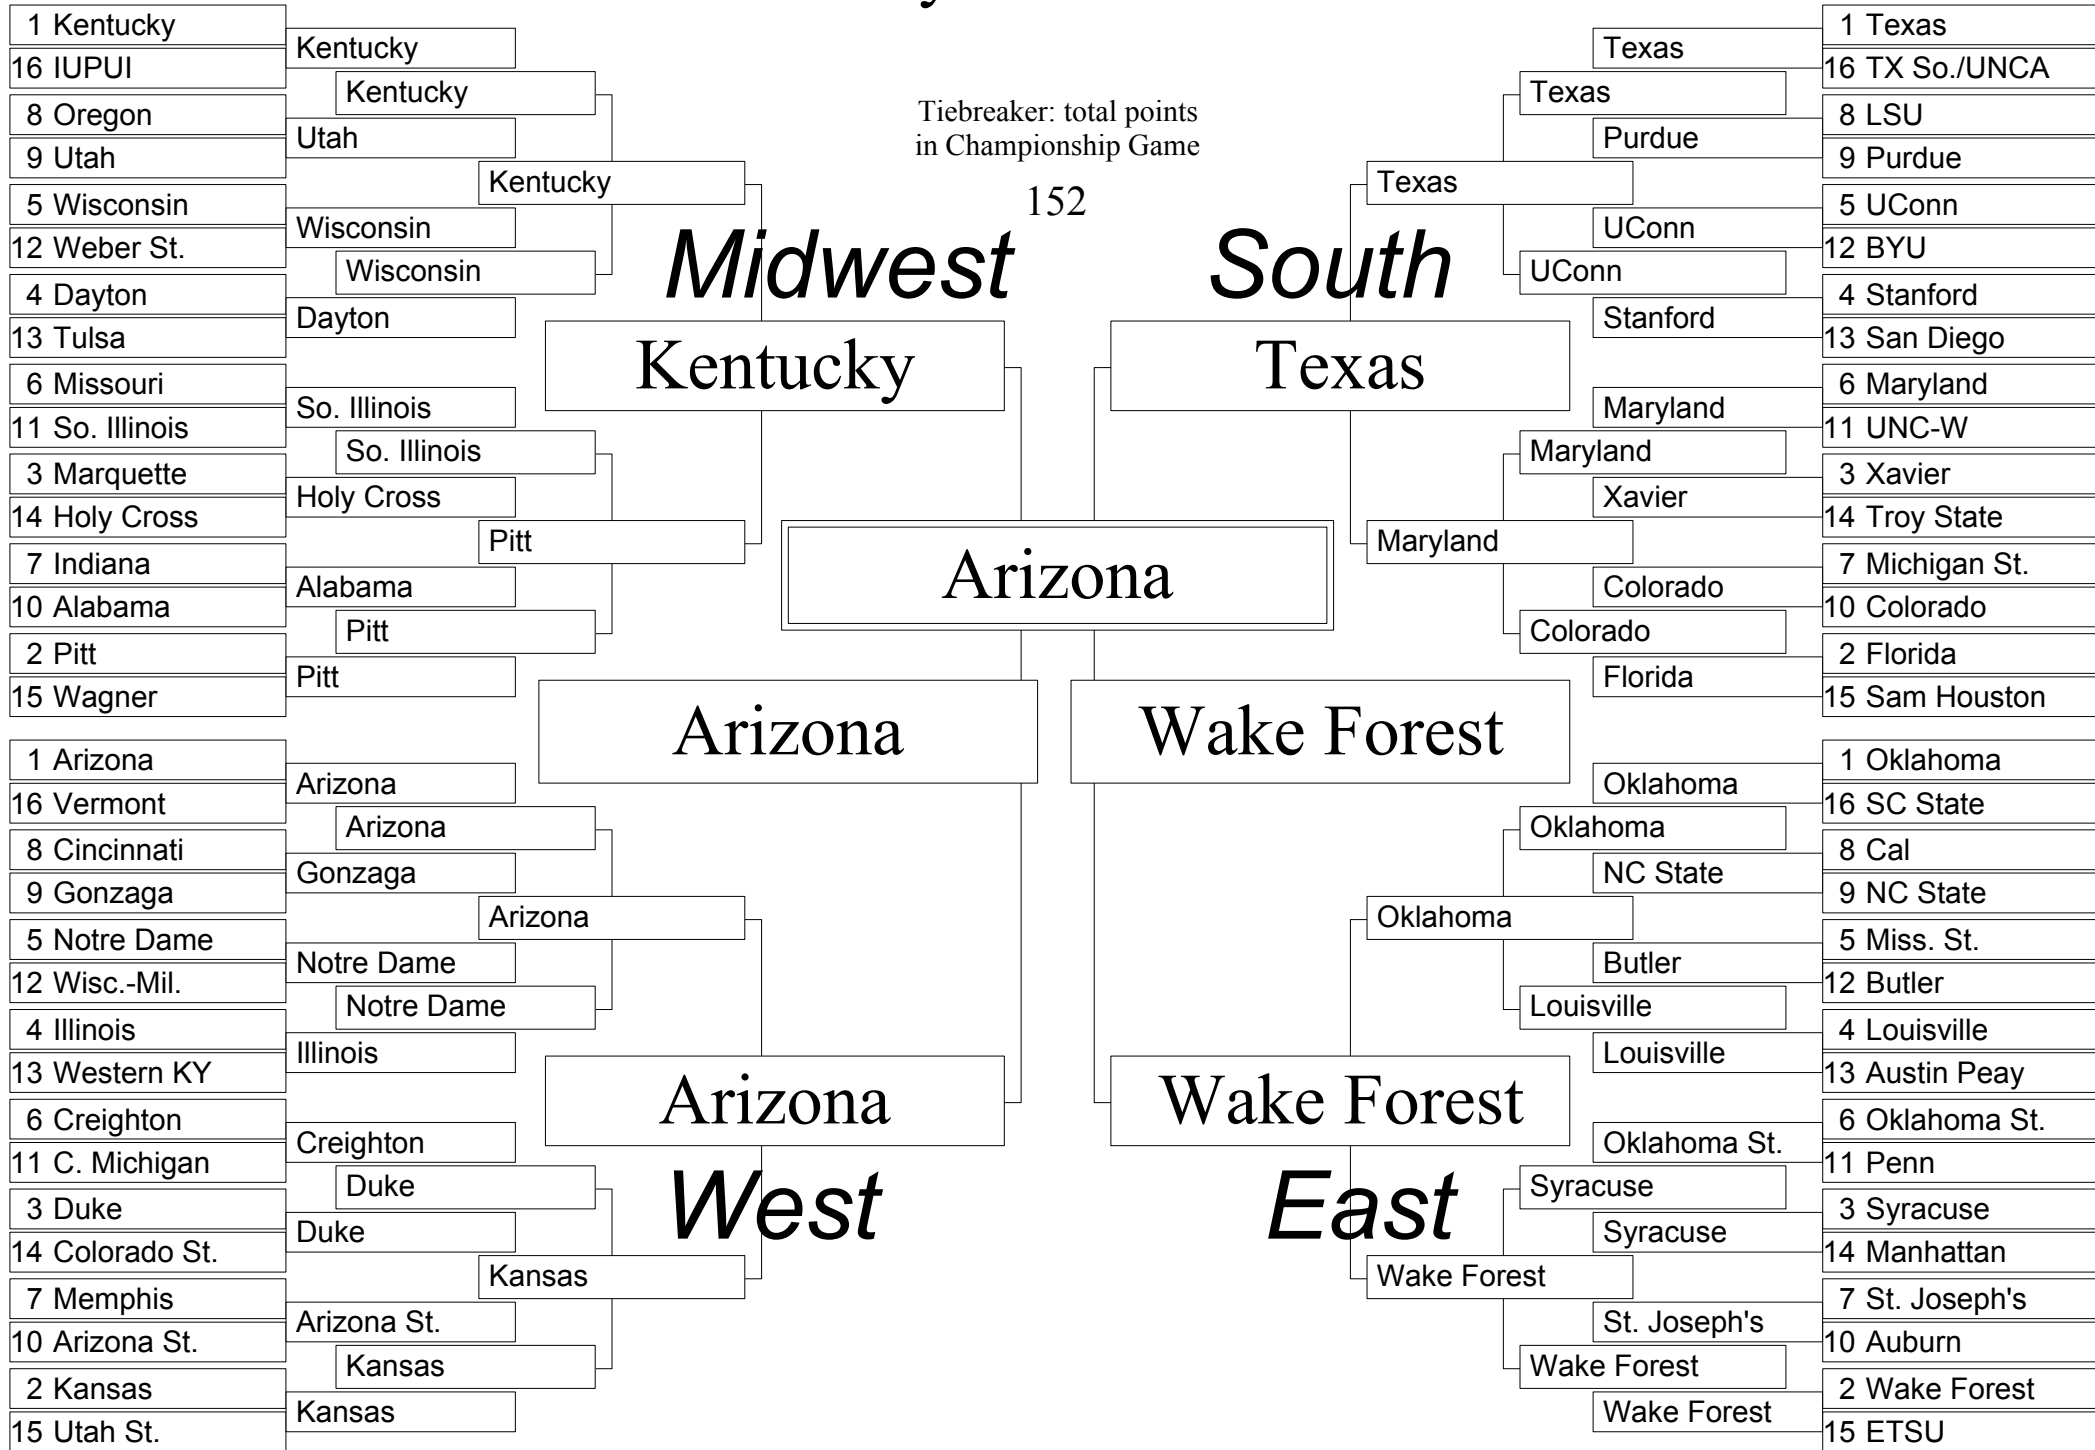 1 Kentucky
16 IUPUI
8 Oregon
9 Utah
5 Wisconsin
12 Weber St.
4 Dayton
13 Tulsa
6 Missouri
11 So. Illinois
3 Marquette
14 Holy Cross
7 Indiana
10 Alabama
2 Pitt
15 Wagner
Kentucky
Utah
Wisconsin
Dayton
So. Illinois
Holy Cross
Alabama
Pitt
Kentucky
Wisconsin
So. Illinois
Pitt
Kentucky
Pitt
Midwest
Kentucky
1 Arizona
16 Vermont
8 Cincinnati
9 Gonzaga
5 Notre Dame
12 Wisc.-Mil.
4 Illinois
13 Western KY
6 Creighton
11 C. Michigan
3 Duke
14 Colorado St.
7 Memphis
10 Arizona St.
2 Kansas
15 Utah St.
Arizona
Gonzaga
Notre Dame
Illinois
Creighton
Duke
Arizona St.
Kansas
Arizona
Notre Dame
Duke
Kansas
Arizona
Kansas
Arizona
West
Tiebreaker: total points
in Championship Game
152
Arizona
Arizona
Wake Forest
South
Texas
Texas
Maryland
Texas
UConn
Maryland
Colorado
Texas
Purdue
UConn
Stanford
Maryland
Xavier
Colorado
Florida
1 Texas
16 TX So./UNCA
8 LSU
9 Purdue
5 UConn
12 BYU
4 Stanford
13 San Diego
6 Maryland
11 UNC-W
3 Xavier
14 Troy State
7 Michigan St.
10 Colorado
2 Florida
15 Sam Houston
Wake Forest
East
Oklahoma
Wake Forest
Oklahoma
Louisville
Syracuse
Wake Forest
Oklahoma
NC State
Butler
Louisville
Oklahoma St.
Syracuse
St. Joseph's
Wake Forest
1 Oklahoma
16 SC State
8 Cal
9 NC State
5 Miss. St.
12 Butler
4 Louisville
13 Austin Peay
6 Oklahoma St.
11 Penn
3 Syracuse
14 Manhattan
7 St. Joseph's
10 Auburn
2 Wake Forest
15 ETSU